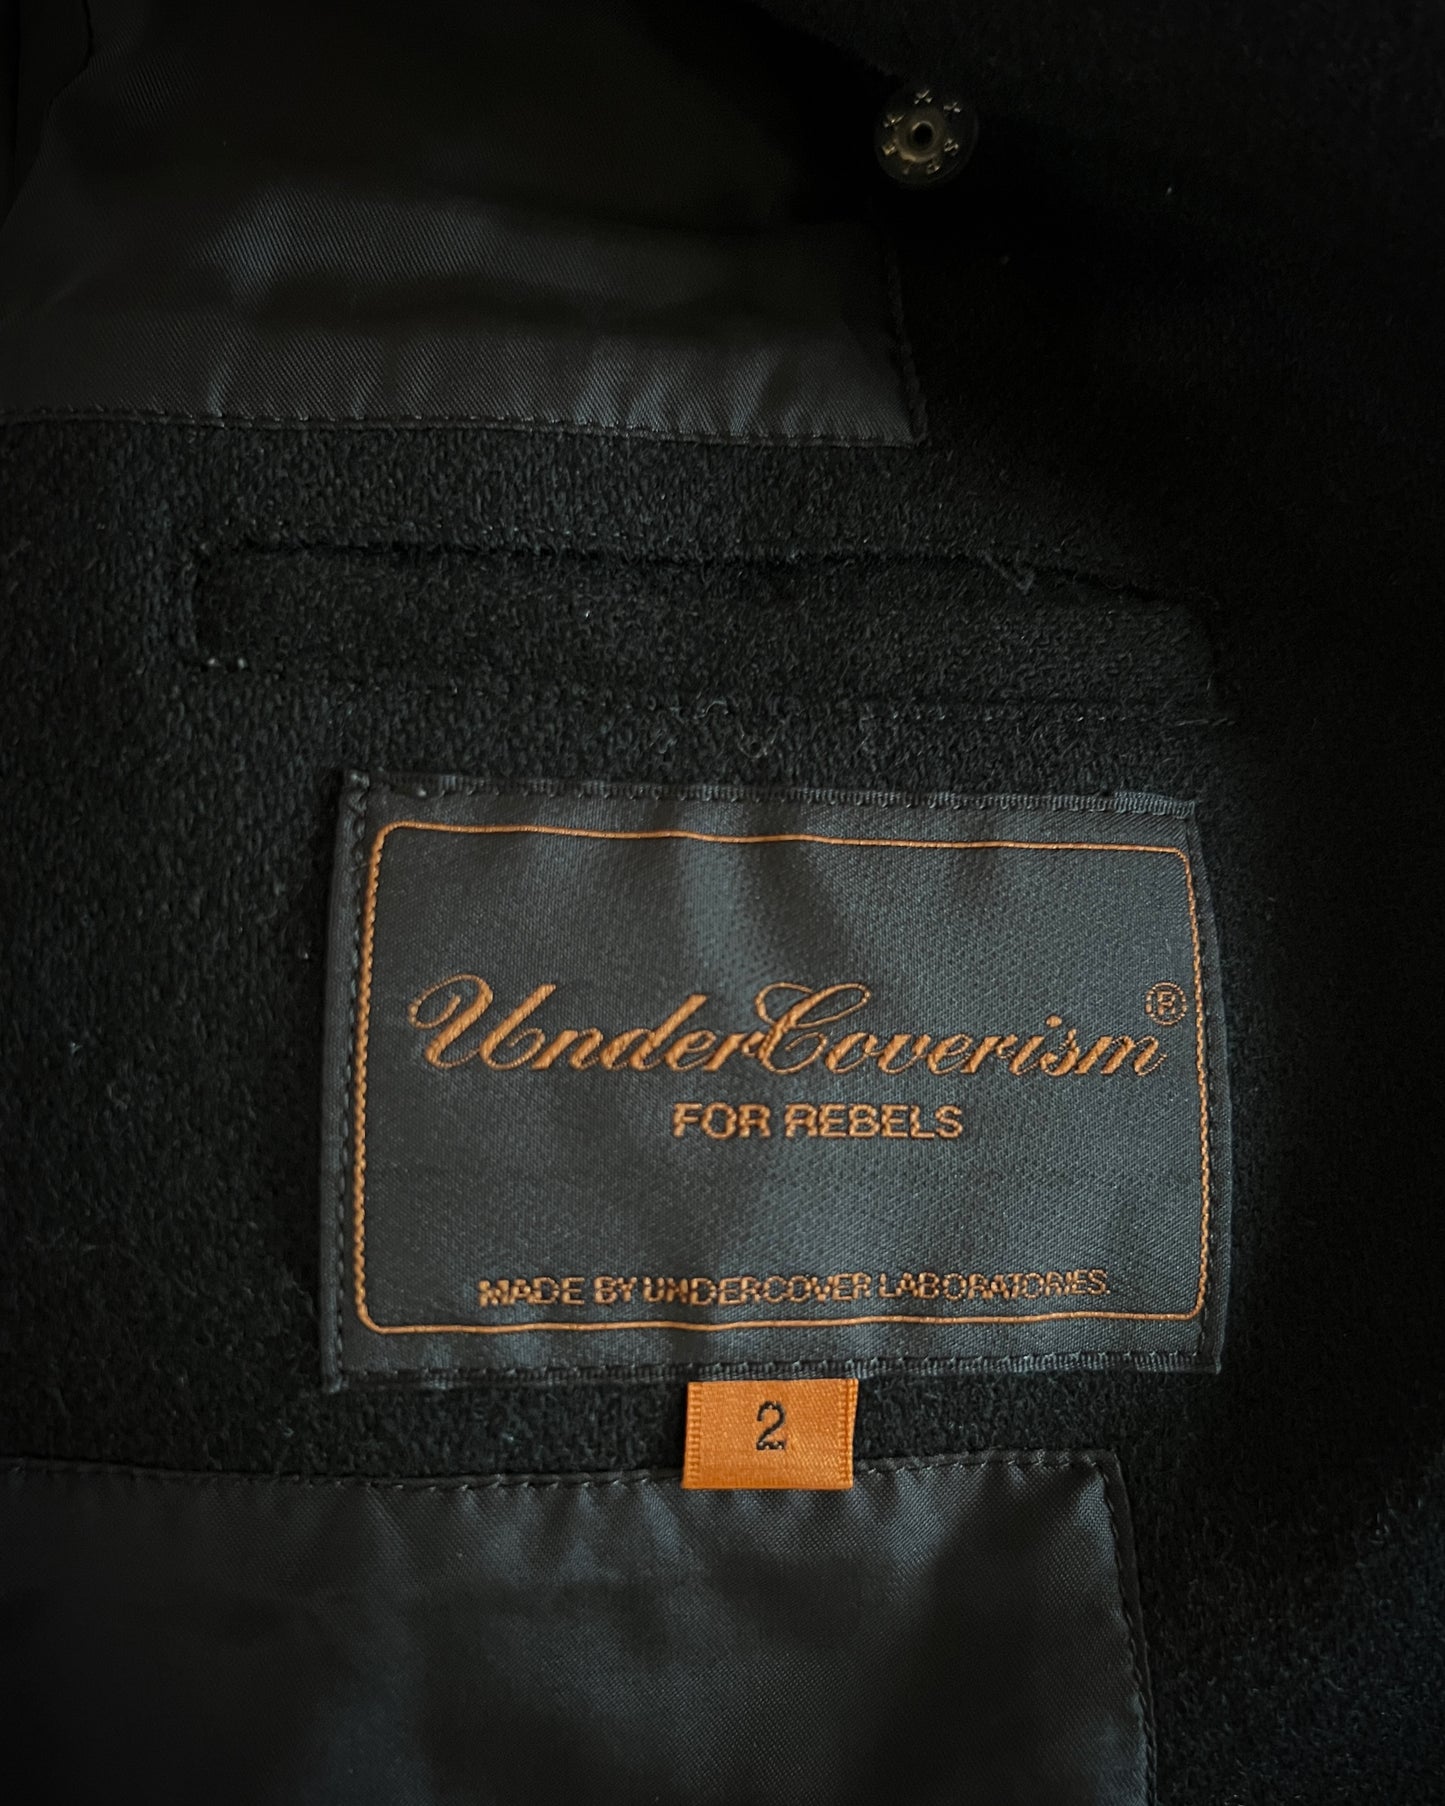 UnderCoverism®
FOR REBELS
MADE BY UNDERCOVER LABORATORIES.
2